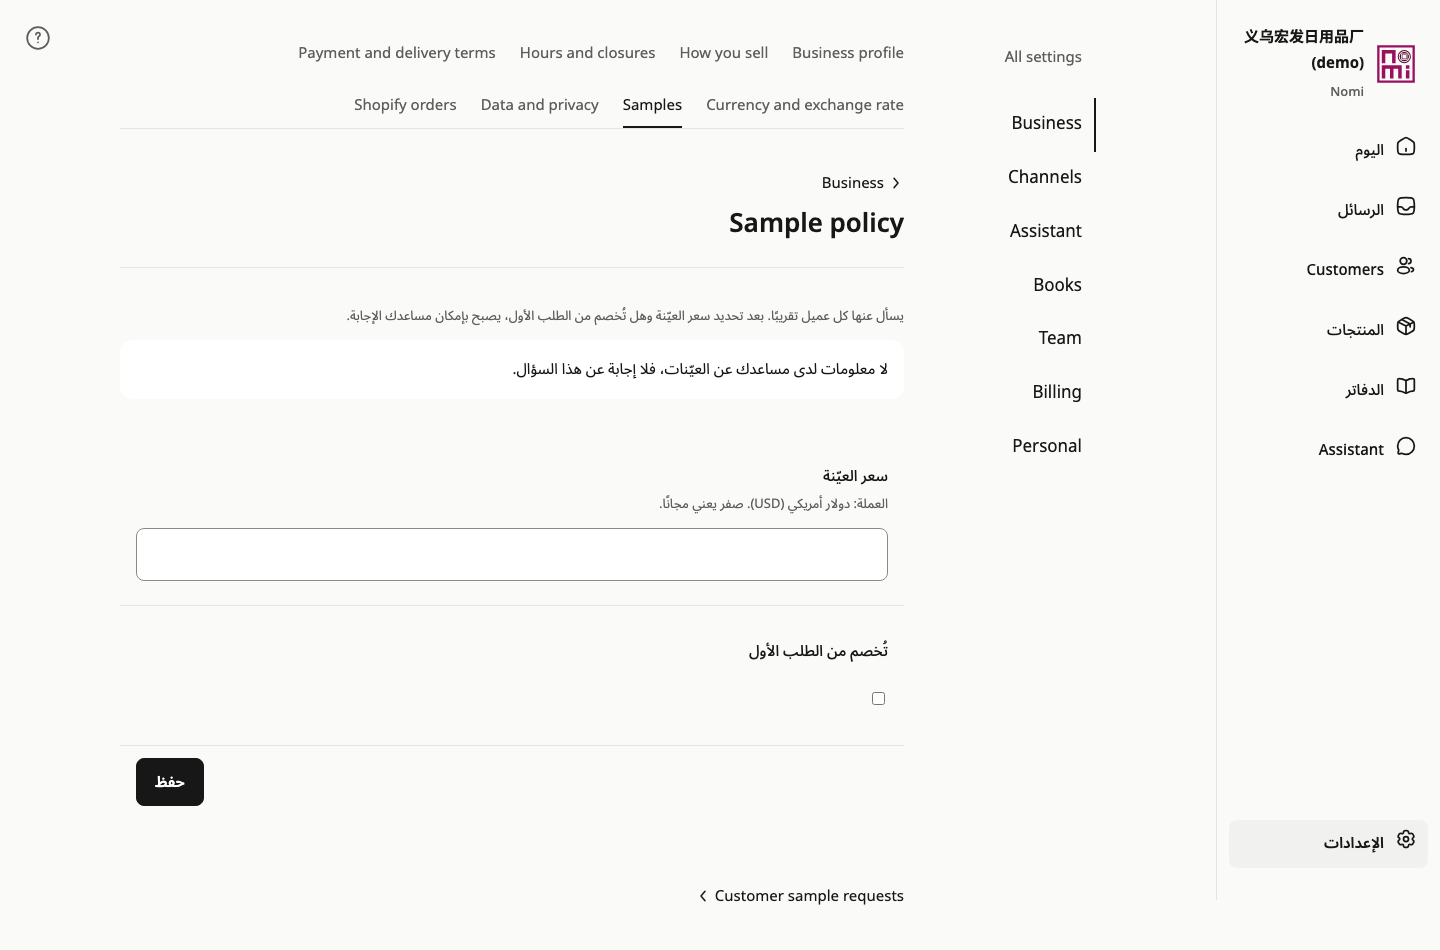 义乌宏发日用品厂
(demo)
Nomi
اليوم
الرسائل
Customers
المنتجات
الدفاتر
Assistant
الإعدادات
All settings
Business
Channels
Assistant
Books
Team
Billing
Personal
Business profile
How you sell
Hours and closures
Payment and delivery terms
Currency and exchange rate
Samples
Data and privacy
Shopify orders
Business
Sample policy
يسأل عنها كل عميل تقريبًا. بعد تحديد سعر العيّنة وهل تُخصم من الطلب الأول، يصبح بإمكان مساعدك الإجابة.
لا معلومات لدى مساعدك عن العيّنات، فلا إجابة عن هذا السؤال.
سعر العيّنة
العملة: دولار أمريكي (USD). صفر يعني مجانًا.
تُخصم من الطلب الأول
حفظ
Customer sample requests